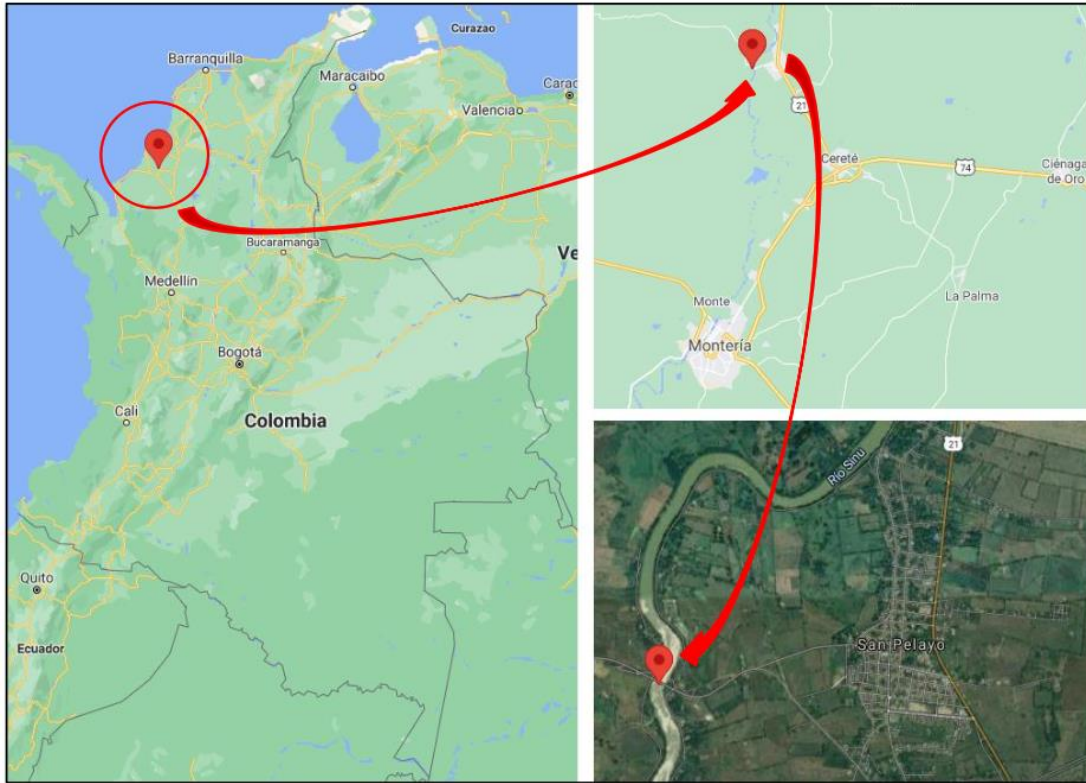 Curazao
Barranquilla
Maracaibo
Carac
Valencia
Bucaramanga
Ve
Medellín
Bogotá
Cali
Colombia
Quito
Ecuador
21
Cereté
74
Ciénaga
de Oro
La Palma
Monte
Montería
21
Río Sinú
San Pelayo